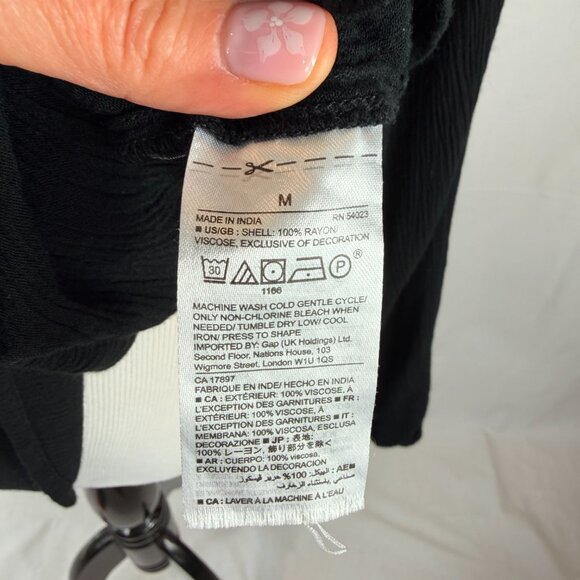 M
MADE IN INDIA RN 54023
■ US/GB : SHELL: 100% RAYON/
VISCOSE, EXCLUSIVE OF DECORATION
30 P ®
1166
MACHINE WASH COLD GENTLE CYCLE/
ONLY NON-CHLORINE BLEACH WHEN
NEEDED/ TUMBLE DRY LOW/ COOL
IRON/ PRESS TO SHAPE
IMPORTED BY: Gap (UK Holdings) Ltd.
Second Floor, Nations House, 103
Wigmore Street, London W1U 1QS
CA 17897
FABRIQUE EN INDE/ HECHO EN INDIA
■ CA : EXTÉRIEUR: 100% VISCOSE, À
L'EXCEPTION DES GARNITURES ■ FR :
EXTÉRIEUR: 100% VISCOSE, À
L'EXCEPTION DES GARNITURES ■ IT :
MEMBRANA: 100% VISCOSA, ESCLUSA
DECORAZIONE ■ JP : 表地:
100% レーヨン, 飾り部分を除く
■ AR : CUERPO: 100% viscosa.
EXCLUYENDO LA DECORACION
■ AE: 100% حرير فيسكوز
الزخارف
■ CA : LAVER À LA MACHINE À L'EAU